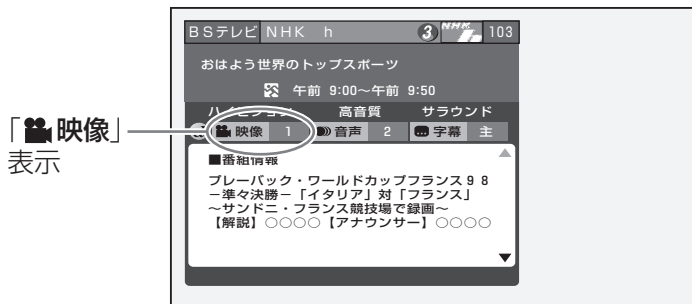 BSテレビ NHK h 3 NHK h 103
おはよう世界のトップスポーツ
午前 9:00〜午前 9:50
ハイビジョン 高音質 サラウンド
映像 1 音声 2 字幕 主
「映像」
表示
■番組情報
プレーバック・ワールドカップフランス98
−準々決勝−「イタリア」対「フランス」
〜サンドニ・フランス競技場で録画〜
【解説】○○○○【アナウンサー】○○○○